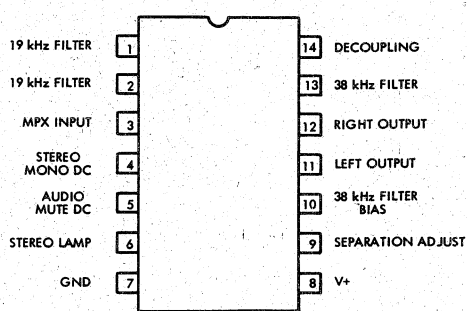 19 kHz FILTER
1
19 kHz FILTER
2
MPX INPUT
3
STEREO
MONO DC
4
AUDIO
MUTE DC
5
STEREO LAMP
6
GND
7
14
DECOUPLING
13
38 kHz FILTER
12
RIGHT OUTPUT
11
LEFT OUTPUT
10
38 kHz FILTER
BIAS
9
SEPARATION ADJUST
8
V+